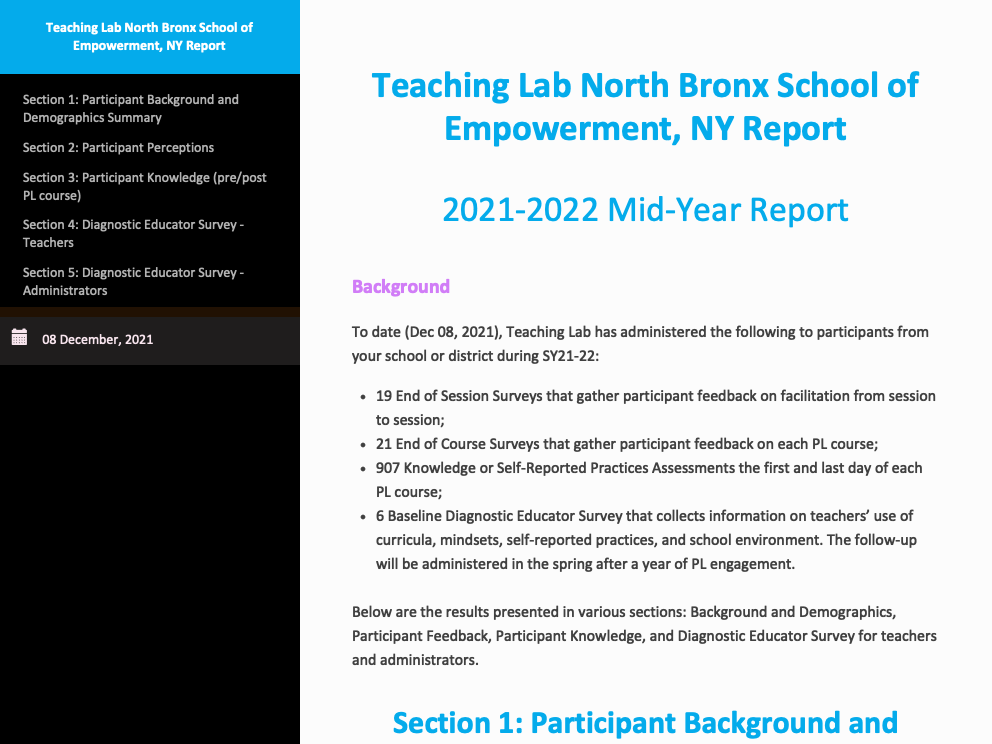 Teaching Lab North Bronx School of
Empowerment, NY Report
Section 1: Participant Background and
Demographics Summary
Section 2: Participant Perceptions
Section 3: Participant Knowledge (pre/post
PL course)
Section 4: Diagnostic Educator Survey -
Teachers
Section 5: Diagnostic Educator Survey -
Administrators
08 December, 2021
Teaching Lab North Bronx School of
Empowerment, NY Report
2021-2022 Mid-Year Report
Background
To date (Dec 08, 2021), Teaching Lab has administered the following to participants from
your school or district during SY21-22:
• 19 End of Session Surveys that gather participant feedback on facilitation from session
to session;
• 21 End of Course Surveys that gather participant feedback on each PL course;
• 907 Knowledge or Self-Reported Practices Assessments the first and last day of each
PL course;
• 6 Baseline Diagnostic Educator Survey that collects information on teachers’ use of
curricula, mindsets, self-reported practices, and school environment. The follow-up
will be administered in the spring after a year of PL engagement.
Below are the results presented in various sections: Background and Demographics,
Participant Feedback, Participant Knowledge, and Diagnostic Educator Survey for teachers
and administrators.
Section 1: Participant Background and